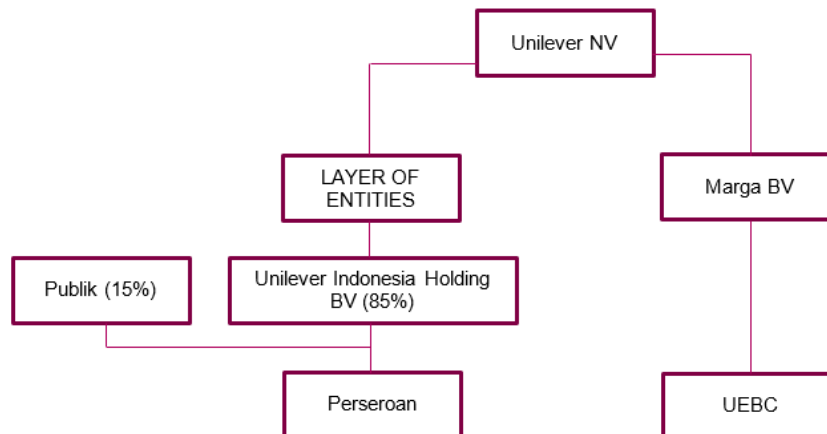 Unilever NV
LAYER OF
ENTITIES
Marga BV
Publik (15%)
Unilever Indonesia Holding
BV (85%)
Perseroan
UEBC